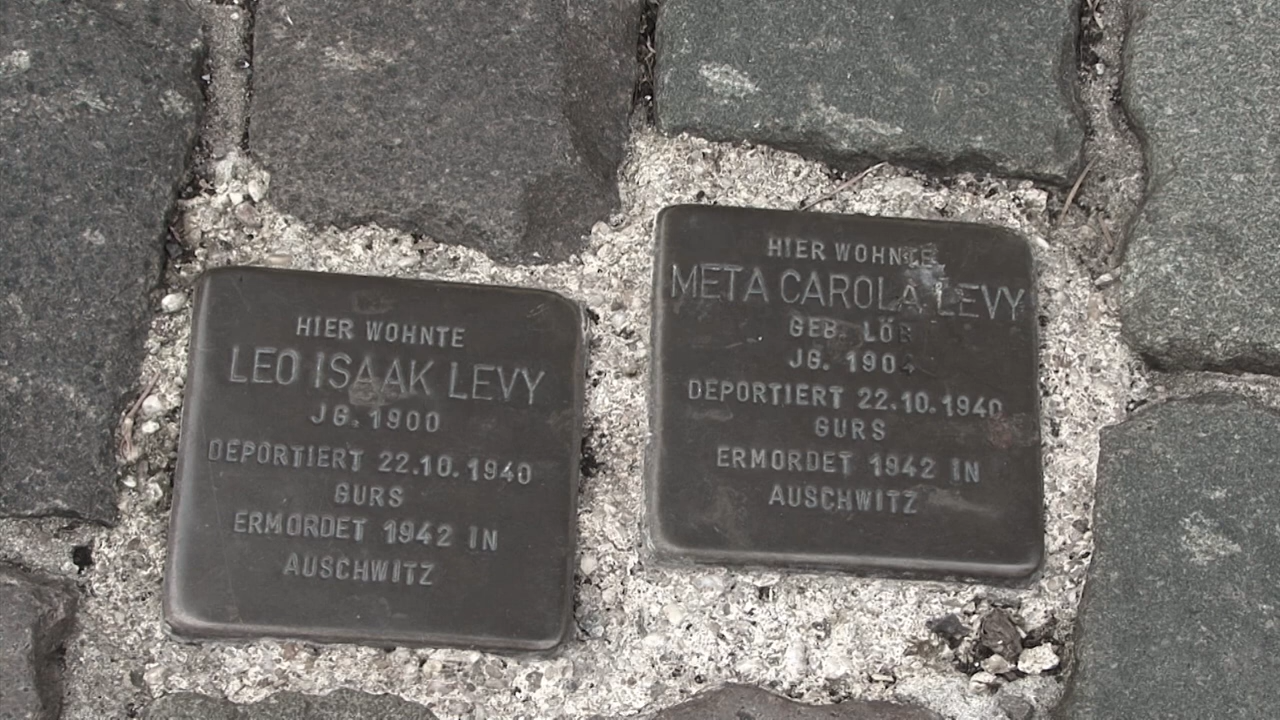 HIER WOHNTE
LEO ISAAK LEVY
JG. 1900
DEPORTIERT 22.10.1940
GURS
ERMORDET 1942 IN
AUSCHWITZ
HIER WOHNTE
META CAROLA LEVY
GEB.
JG. 1904
DEPORTIERT 22.10.1940
GURS
ERMORDET 1942 IN
AUSCHWITZ